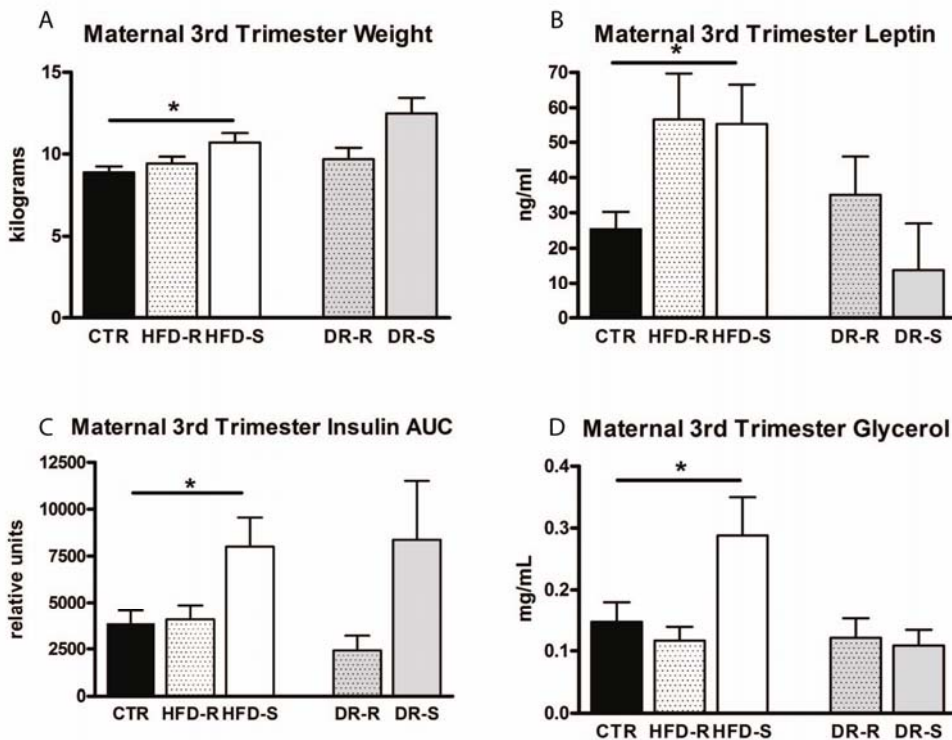 A
Maternal 3rd Trimester Weight
kilograms
15
10
5
0
*
CTR HFD-R HFD-S DR-R DR-S
B
Maternal 3rd Trimester Leptin
ng/ml
70
60
50
40
30
20
10
0
*
CTR HFD-R HFD-S DR-R DR-S
C Maternal 3rd Trimester Insulin AUC
relative units
12500
10000
7500
5000
2500
0
*
CTR HFD-R HFD-S DR-R DR-S
D Maternal 3rd Trimester Glycerol
mg/mL
0.4
0.3
0.2
0.1
0.0
*
CTR HFD-R HFD-S DR-R DR-S